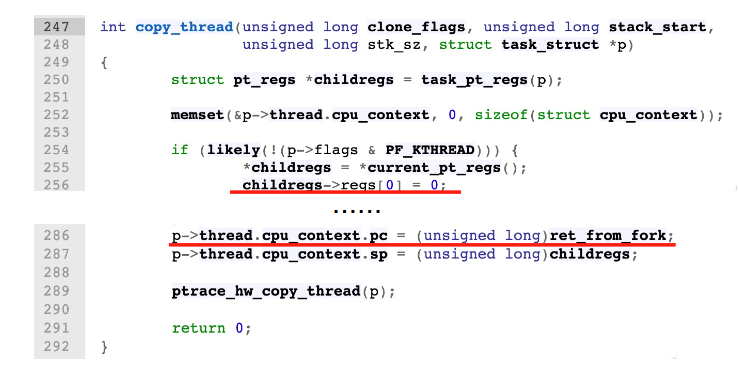 247 int copy_thread(unsigned long clone_flags, unsigned long stack_start,
248                 unsigned long stk_sz, struct task_struct *p)
249 {
250         struct pt_regs *childregs = task_pt_regs(p);
251
252         memset(&p->thread.cpu_context, 0, sizeof(struct cpu_context));
253
254         if (likely(!(p->flags & PF_KTHREAD))) {
255                 *childregs = *current_pt_regs();
256                 childregs->regs[0] = 0;
......
286         p->thread.cpu_context.pc = (unsigned long)ret_from_fork;
287         p->thread.cpu_context.sp = (unsigned long)childregs;
288
289         ptrace_hw_copy_thread(p);
290
291         return 0;
292 }